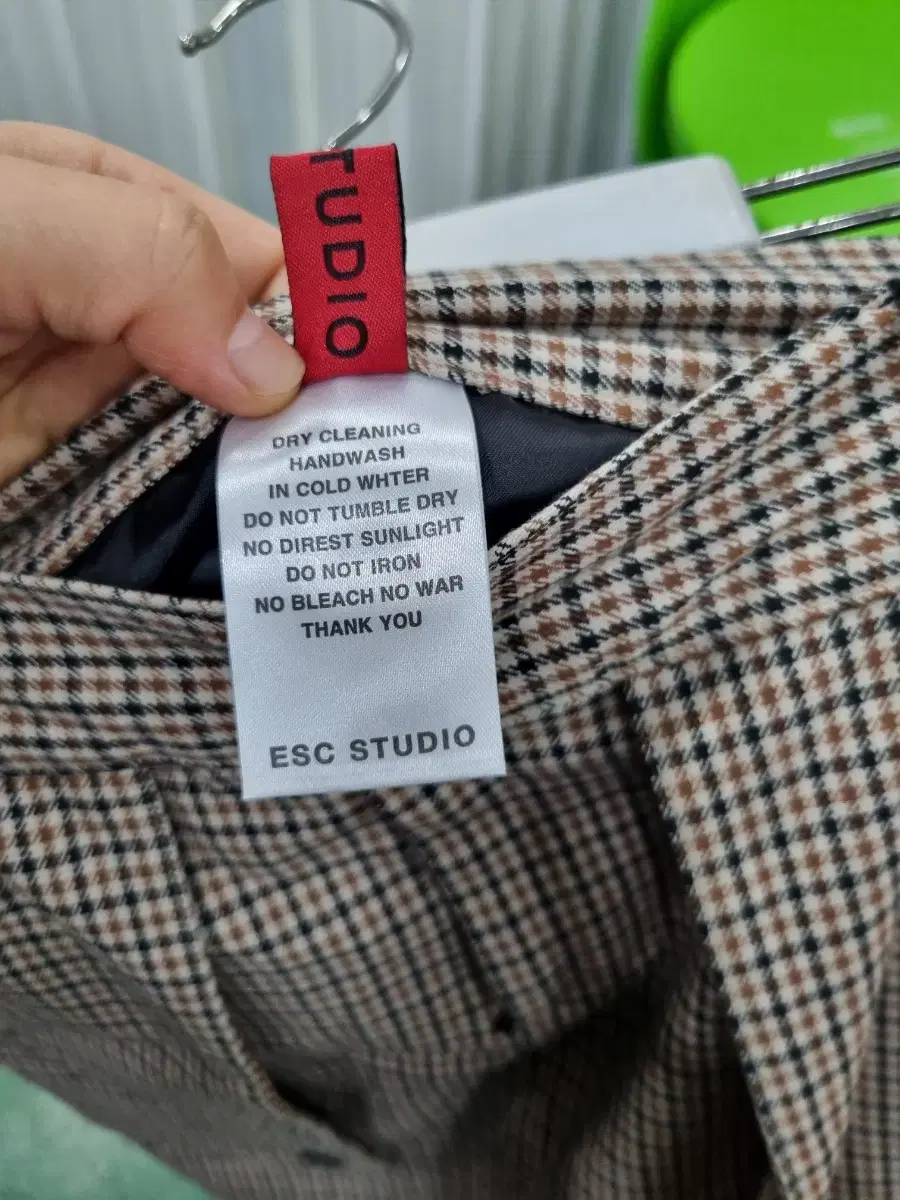 TUDIO
DRY CLEANING
HANDWASH
IN COLD WHTER
DO NOT TUMBLE DRY
NO DIREST SUNLIGHT
DO NOT IRON
NO BLEACH NO WAR
THANK YOU
ESC STUDIO